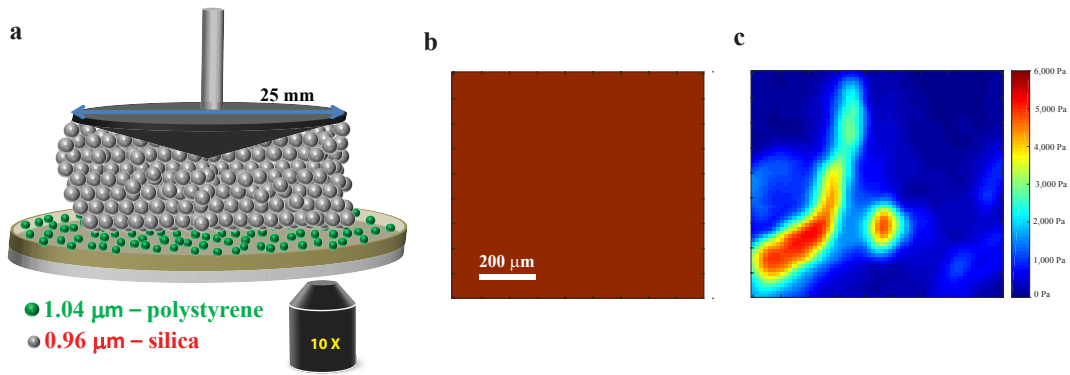 a
25 mm
1.04 μm – polystyrene
0.96 μm – silica
10 X
b
200 μm
c
6,000 Pa
5,000 Pa
4,000 Pa
3,000 Pa
2,000 Pa
1,000 Pa
0 Pa